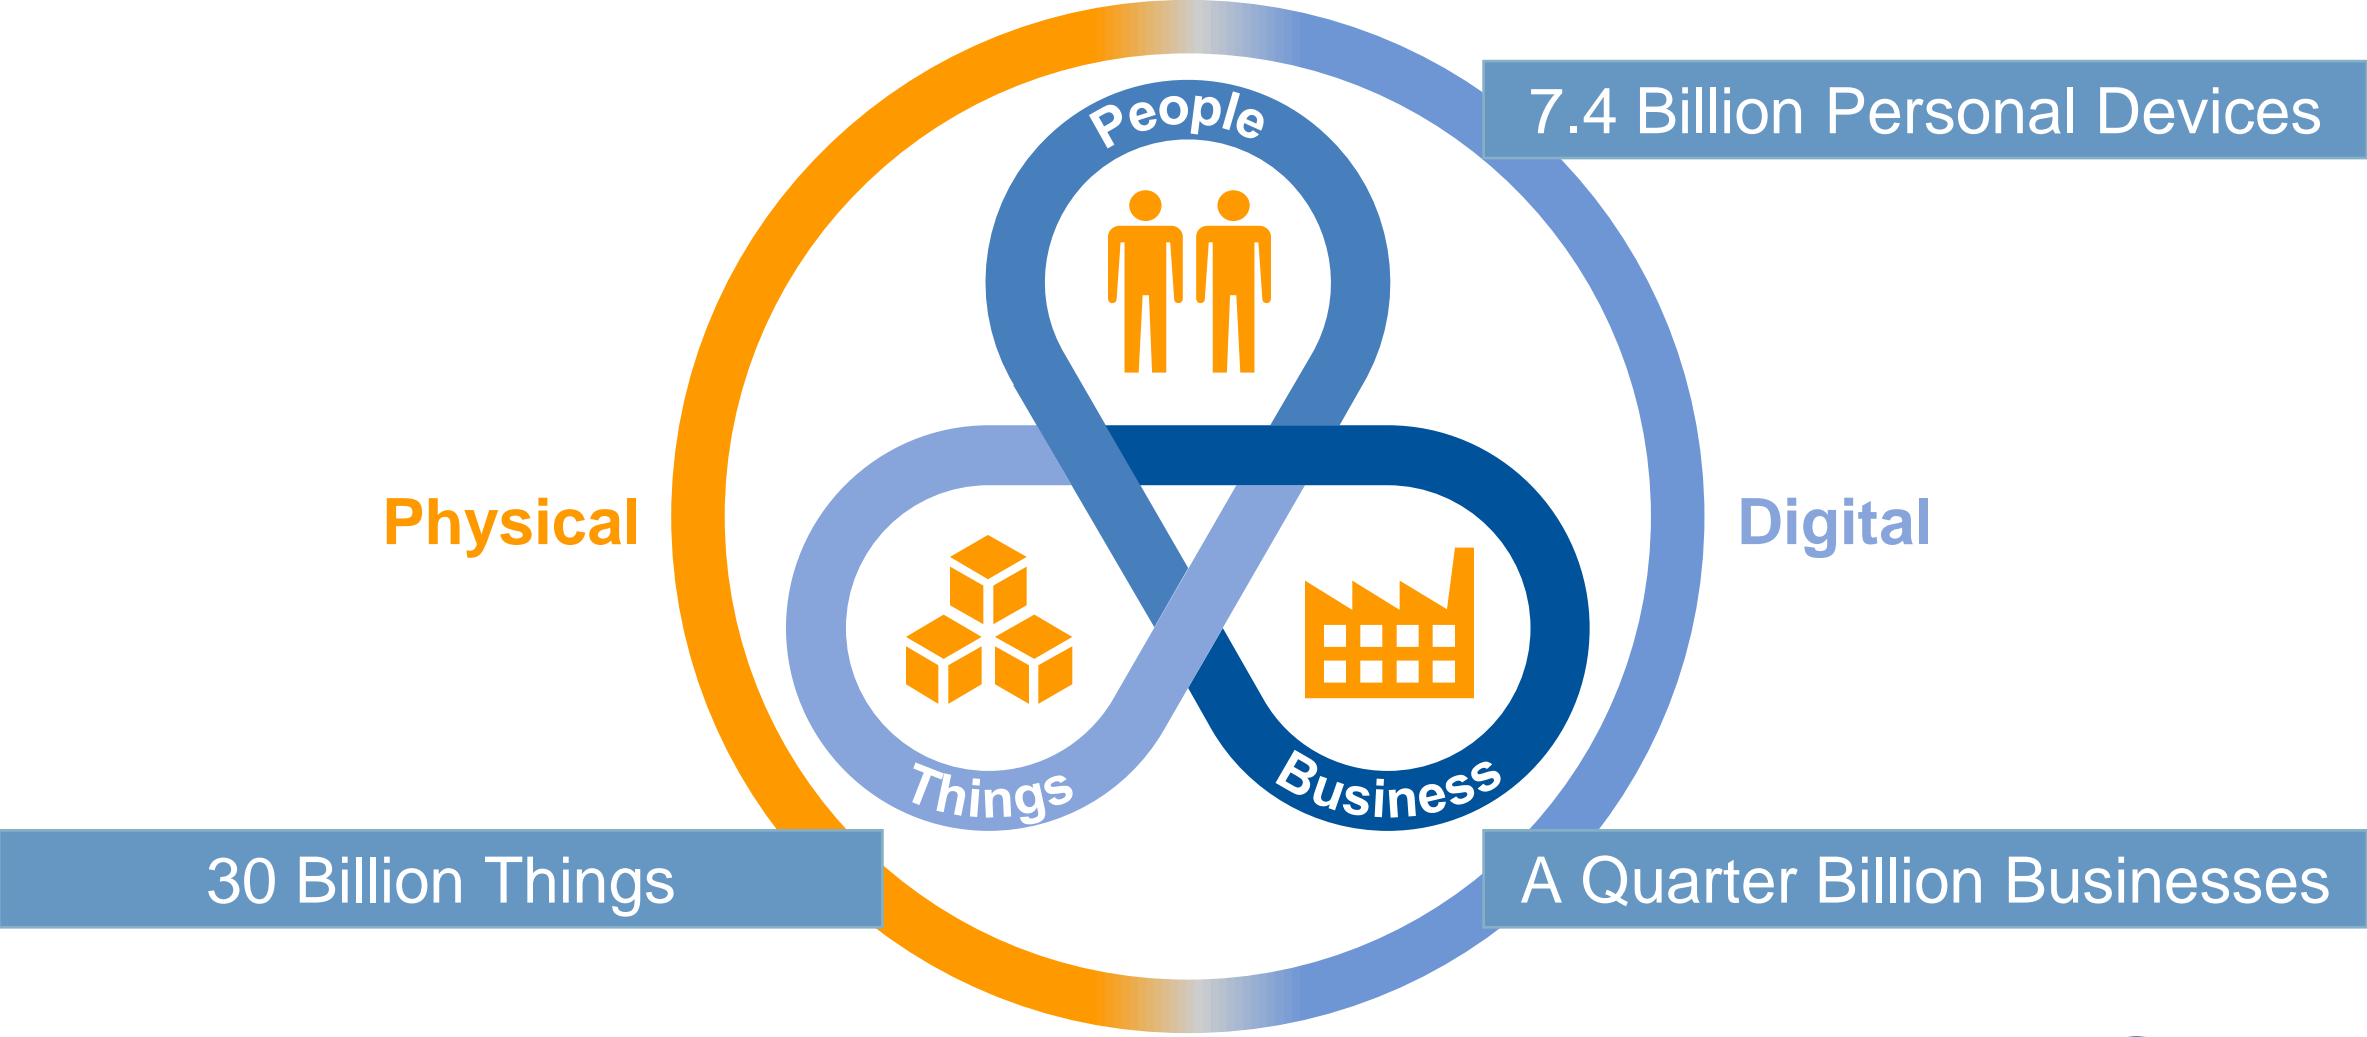 7.4 Billion Personal Devices
People
Physical
Digital
Things
Business
30 Billion Things
A Quarter Billion Businesses